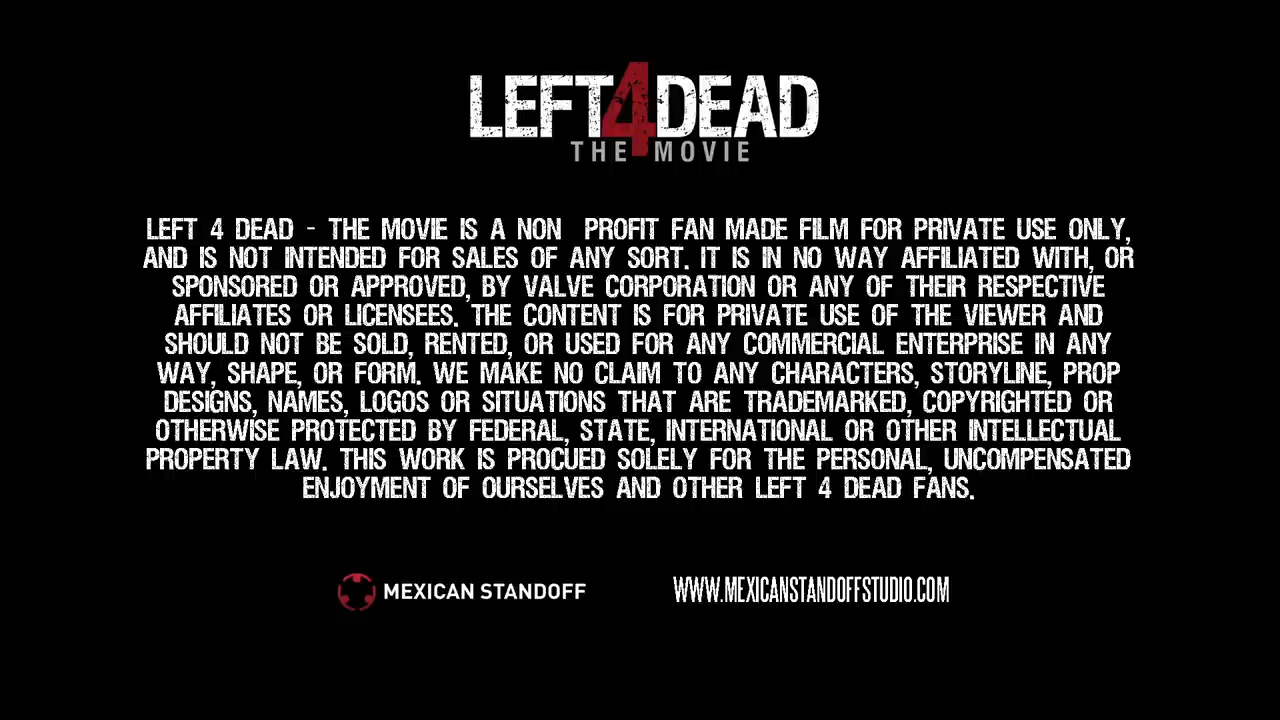 LEFT4DEAD
THE MOVIE
LEFT 4 DEAD - THE MOVIE IS A NON PROFIT FAN MADE FILM FOR PRIVATE USE ONLY,
AND IS NOT INTENDED FOR SALES OF ANY SORT. IT IS IN NO WAY AFFILIATED WITH, OR
SPONSORED OR APPROVED, BY VALVE CORPORATION OR ANY OF THEIR RESPECTIVE
AFFILIATES OR LICENSEES. THE CONTENT IS FOR PRIVATE USE OF THE VIEWER AND
SHOULD NOT BE SOLD, RENTED, OR USED FOR ANY COMMERCIAL ENTERPRISE IN ANY
WAY, SHAPE, OR FORM. WE MAKE NO CLAIM TO ANY CHARACTERS, STORYLINE, PROP
DESIGNS, NAMES, LOGOS OR SITUATIONS THAT ARE TRADEMARKED, COPYRIGHTED OR
OTHERWISE PROTECTED BY FEDERAL, STATE, INTERNATIONAL OR OTHER INTELLECTUAL
PROPERTY LAW. THIS WORK IS PROCUED SOLELY FOR THE PERSONAL, UNCOMPENSATED
ENJOYMENT OF OURSELVES AND OTHER LEFT 4 DEAD FANS.
MEXICAN STANDOFF
WWW.MEXICANSTANDOFFSTUDIO.COM